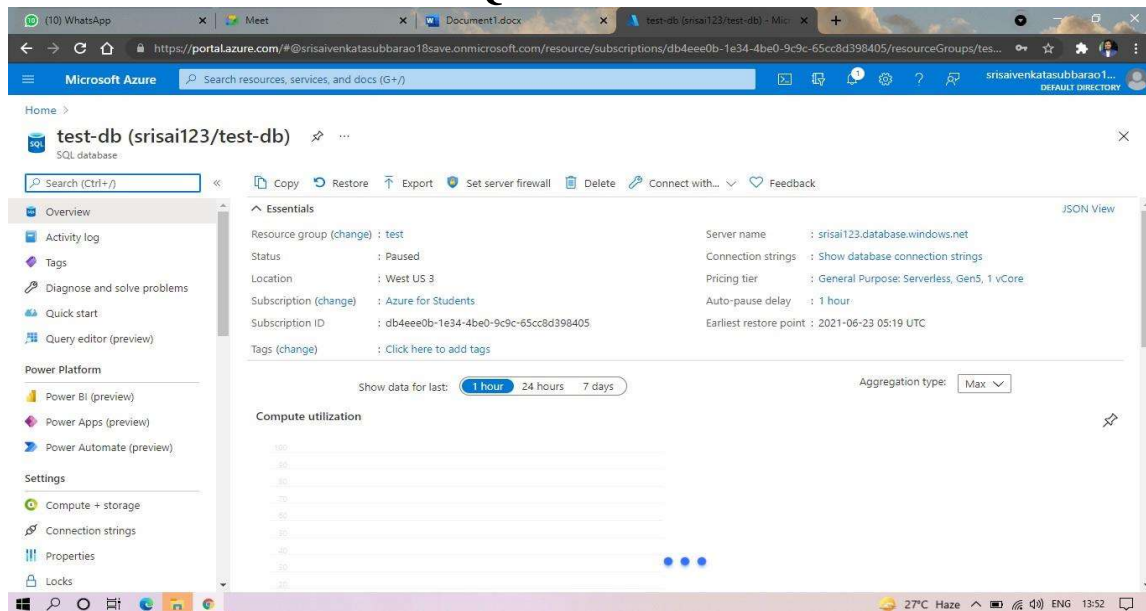 Q
(10) WhatsApp
Meet
Document1.docx
test-db (srisai123/test-db) - Micr
https://portal.azure.com/#@srisaivenkatasubbarao18save.onmicrosoft.com/resource/subscriptions/db4eee0b-1e34-4be0-9c9c-65cc8d398405/resourceGroups/tes...
Microsoft Azure
Search resources, services, and docs (G+/)
1
srisaivenkatasubbarao1...
DEFAULT DIRECTORY
Home >
SQL
test-db (srisai123/test-db)
SQL database
Search (Ctrl+/)
Copy Restore Export Set server firewall Delete Connect with... Feedback
Overview
Activity log
Tags
Diagnose and solve problems
Quick start
Query editor (preview)
Power Platform
Power BI (preview)
Power Apps (preview)
Power Automate (preview)
Settings
Compute + storage
Connection strings
Properties
Locks
Essentials
JSON View
Resource group (change) : test
Status : Paused
Location : West US 3
Subscription (change) : Azure for Students
Subscription ID : db4eee0b-1e34-4be0-9c9c-65cc8d398405
Tags (change) : Click here to add tags
Server name : srisai123.database.windows.net
Connection strings : Show database connection strings
Pricing tier : General Purpose: Serverless, Gen5, 1 vCore
Auto-pause delay : 1 hour
Earliest restore point : 2021-06-23 05:19 UTC
Show data for last: 1 hour 24 hours 7 days
Aggregation type: Max
Compute utilization
100
27°C Haze ENG 13:52